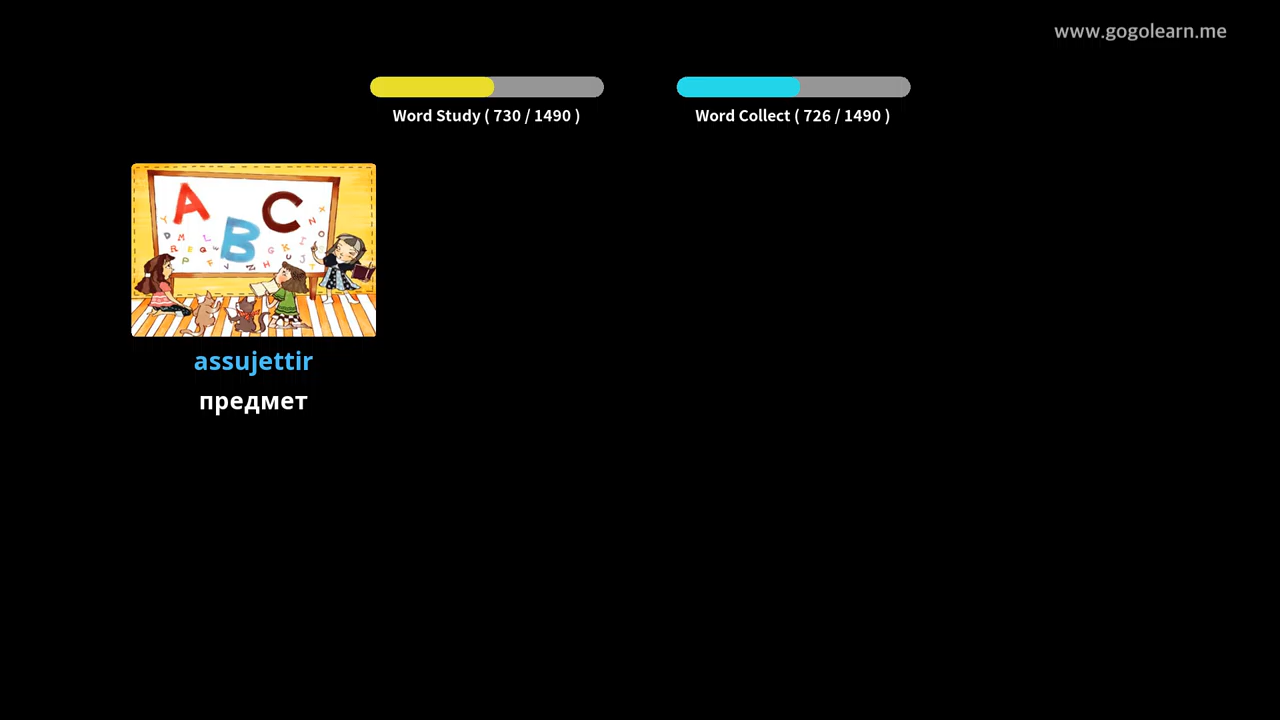 www.gogolearn.me
Word Study ( 730 / 1490 )
Word Collect ( 726 / 1490 )
A B C
assujettir
предмет